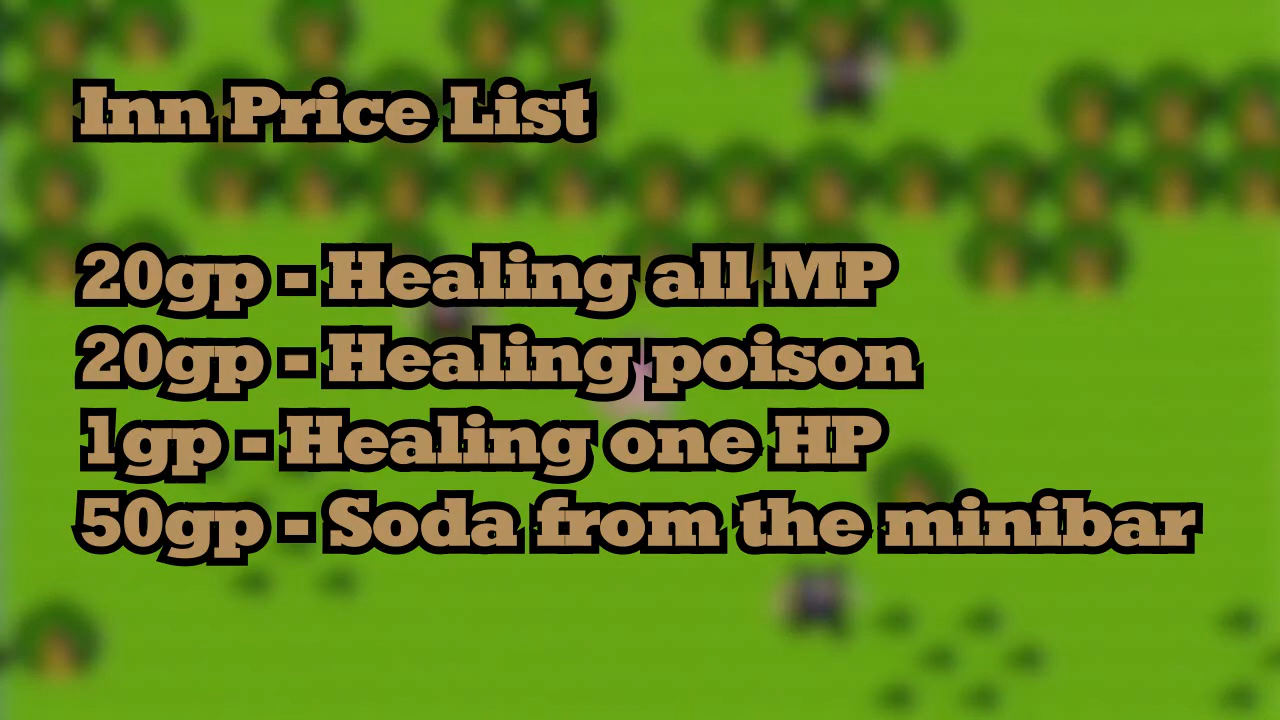 Inn Price List
20gp - Healing all MP
20gp - Healing poison
1gp - Healing one HP
50gp - Soda from the minibar